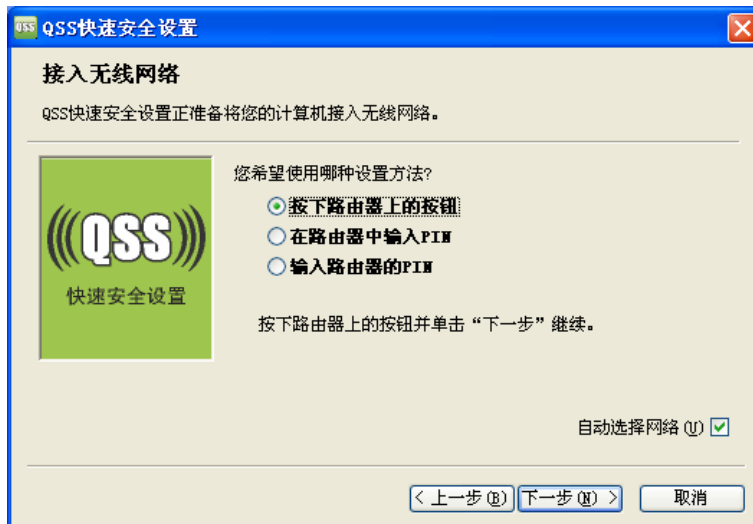 QSS QSS快速安全设置
接入无线网络
QSS快速安全设置正准备将您的计算机接入无线网络。
您希望使用哪种设置方法?
按下路由器上的按钮
在路由器中输入PIN
输入路由器的PIN
(((QSS)))
快速安全设置
按下路由器上的按钮并单击“下一步”继续。
自动选择网络(U)
< 上一步(B) 下一步(N) > 取消